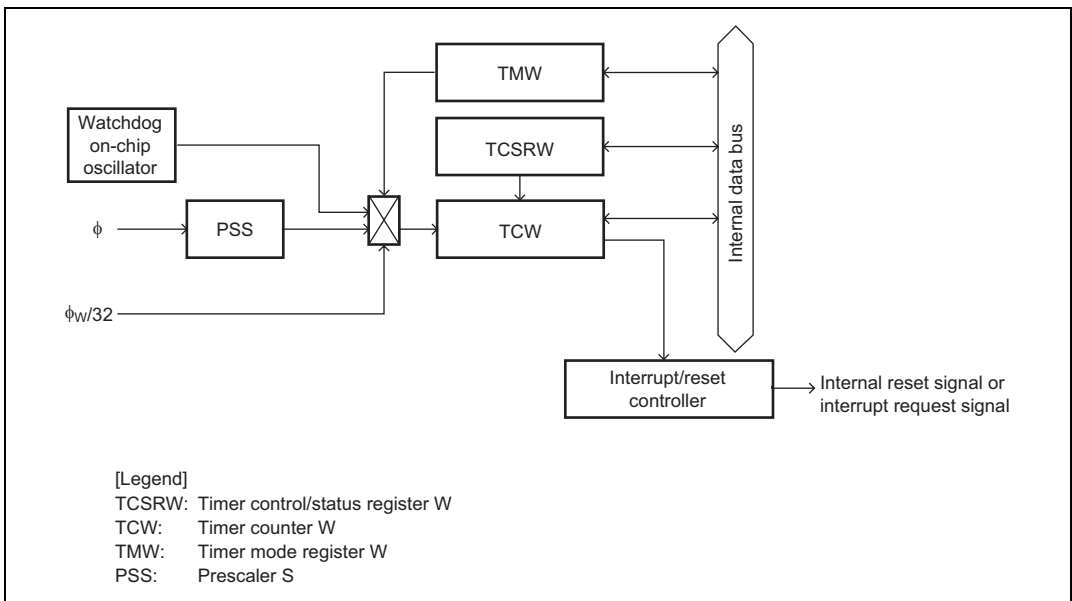 TMW
Watchdog
on-chip
oscillator
TCSRW
Internal data bus
ϕ
PSS
TCW
ϕW/32
Interrupt/reset
controller
Internal reset signal or
interrupt request signal
[Legend]
TCSRW: Timer control/status register W
TCW: Timer counter W
TMW: Timer mode register W
PSS: Prescaler S